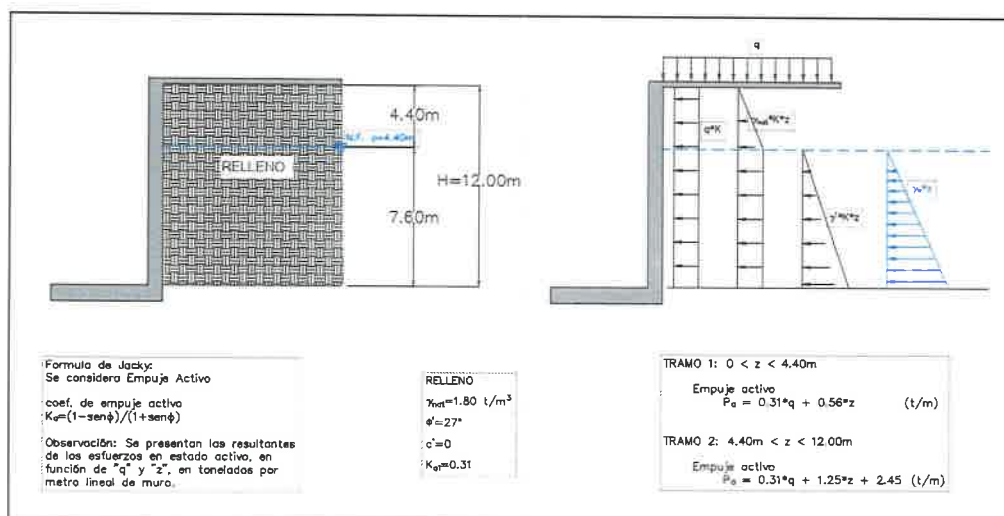 4.40m
N.F. p=4.40m
RELLENO
H=12.00m
7.60m
q
q*K
γnat*K*z
γ'*K*z
γw*z
Formula de Jacky:
Se considera Empuje Activo
coef. de empuje activo
Ka=(1-senϕ)/(1+senϕ)
Observación: Se presentan las resultantes
de los esfuerzos en estado activo, en
función de "q" y "z", en toneladas por
metro lineal de muro.
RELLENO
γnat=1.80 t/m³
ϕ'=27°
c'=0
Ka1=0.31
TRAMO 1: 0 < z < 4.40m
Empuje activo
Pa = 0.31*q + 0.56*z (t/m)
TRAMO 2: 4.40m < z < 12.00m
Empuje activo
Pa = 0.31*q + 1.25*z + 2.45 (t/m)